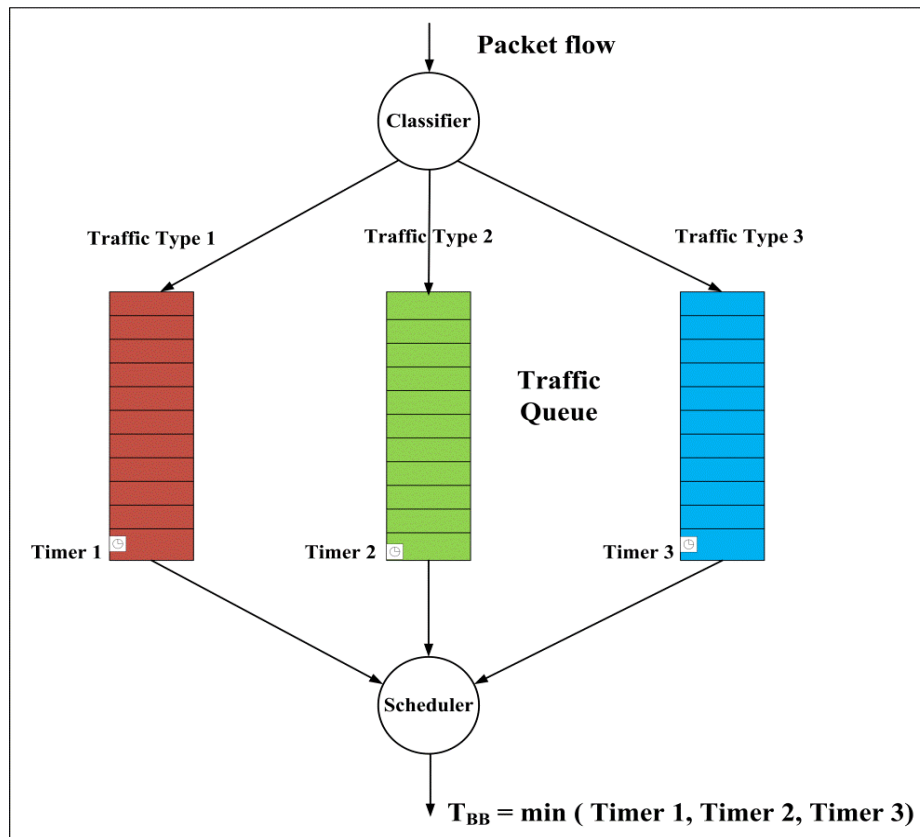 Packet flow
Classifier
Traffic Type 1
Traffic Type 2
Traffic Type 3
Traffic
Queue
Timer 1
Timer 2
Timer 3
Scheduler
T_BB = min ( Timer 1, Timer 2, Timer 3)